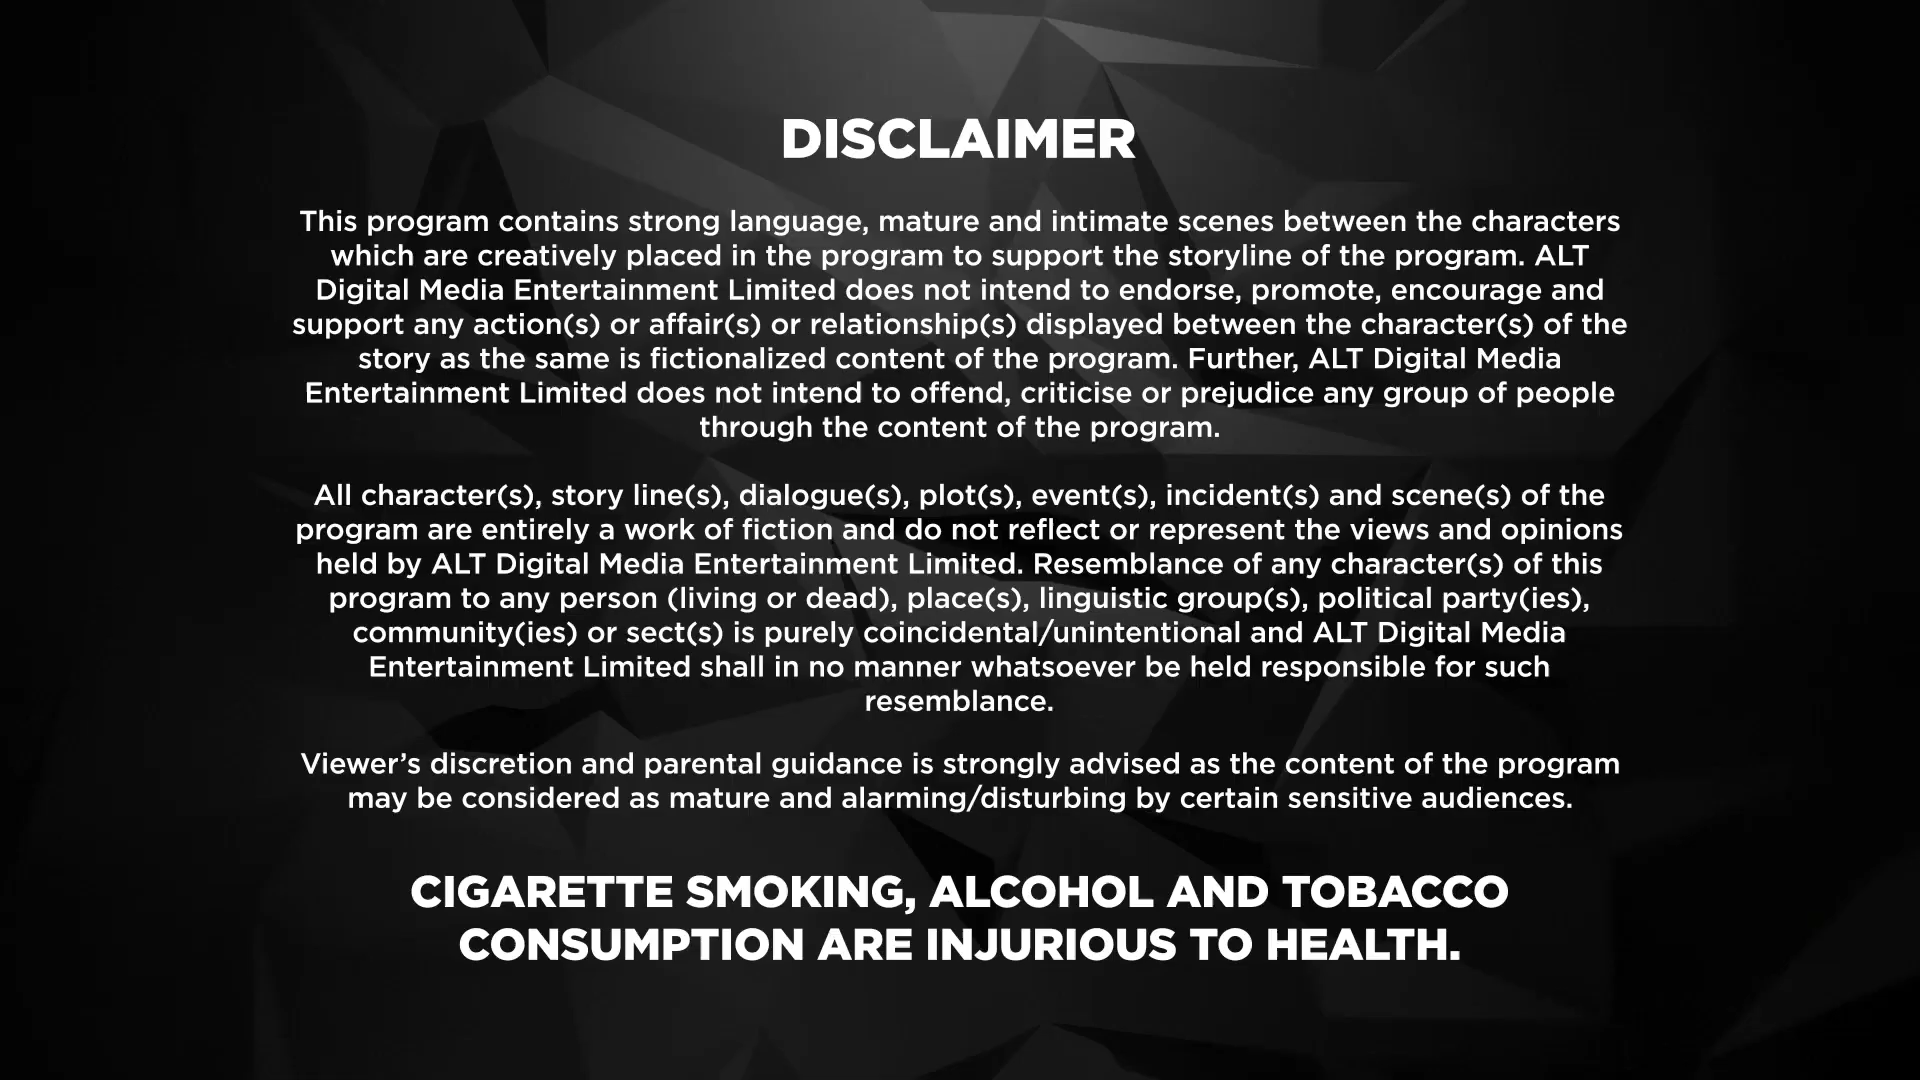 DISCLAIMER
This program contains strong language, mature and intimate scenes between the characters
which are creatively placed in the program to support the storyline of the program. ALT
Digital Media Entertainment Limited does not intend to endorse, promote, encourage and
support any action(s) or affair(s) or relationship(s) displayed between the character(s) of the
story as the same is fictionalized content of the program. Further, ALT Digital Media
Entertainment Limited does not intend to offend, criticise or prejudice any group of people
through the content of the program.
All character(s), story line(s), dialogue(s), plot(s), event(s), incident(s) and scene(s) of the
program are entirely a work of fiction and do not reflect or represent the views and opinions
held by ALT Digital Media Entertainment Limited. Resemblance of any character(s) of this
program to any person (living or dead), place(s), linguistic group(s), political party(ies),
community(ies) or sect(s) is purely coincidental/unintentional and ALT Digital Media
Entertainment Limited shall in no manner whatsoever be held responsible for such
resemblance.
Viewer’s discretion and parental guidance is strongly advised as the content of the program
may be considered as mature and alarming/disturbing by certain sensitive audiences.
CIGARETTE SMOKING, ALCOHOL AND TOBACCO
CONSUMPTION ARE INJURIOUS TO HEALTH.